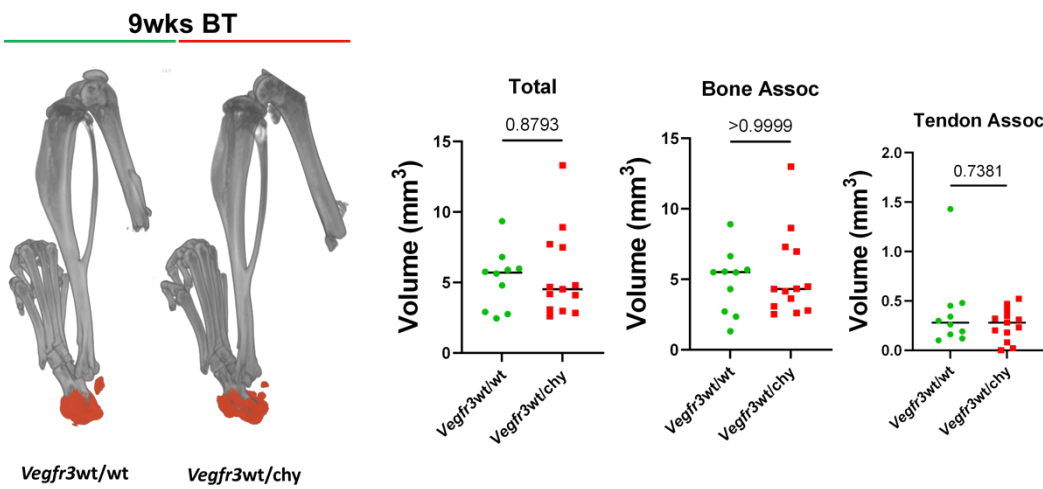 9wks BT
Vegfr3wt/wt
Vegfr3wt/chy
Total
0.8793
Volume (mm³)
15
10
5
0
Vegfr3wt/wt
Vegfr3wt/chy
Bone Assoc
>0.9999
Volume (mm³)
15
10
5
0
Vegfr3wt/wt
Vegfr3wt/chy
Tendon Assoc
0.7381
Volume (mm³)
2.0
1.5
1.0
0.5
0.0
Vegfr3wt/wt
Vegfr3wt/chy